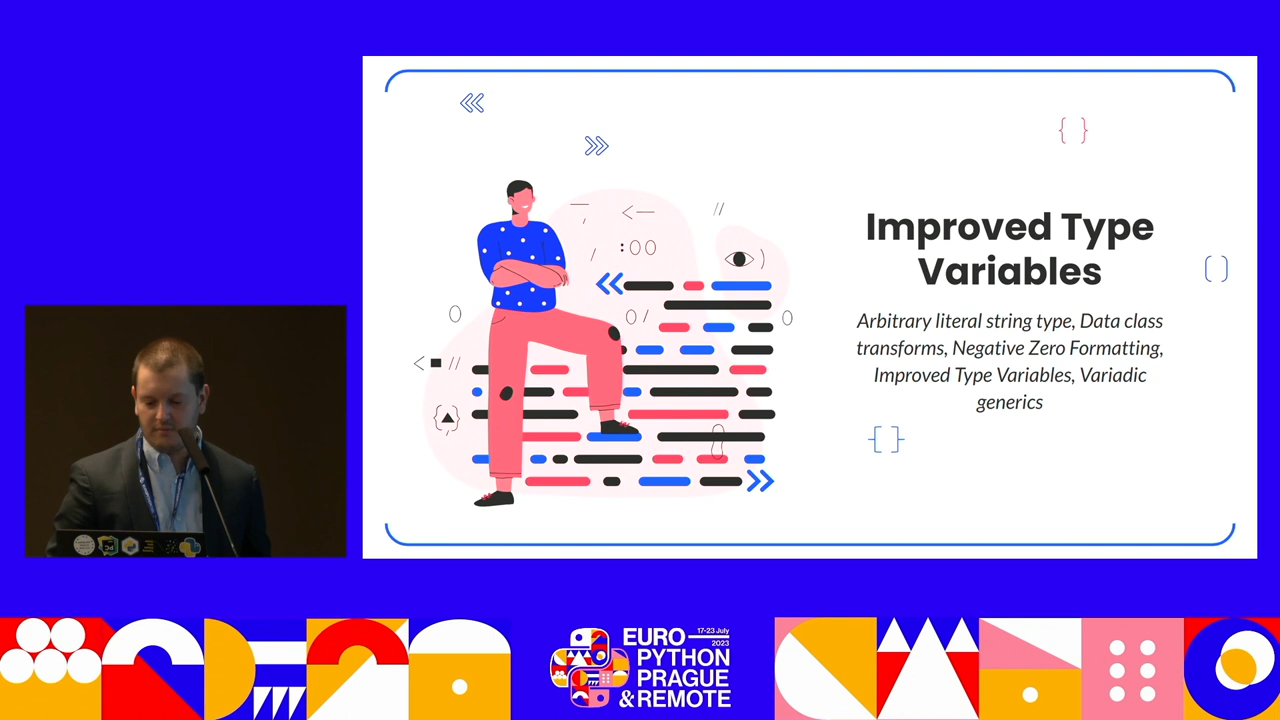 Improved Type
Variables
Arbitrary literal string type, Data class
transforms, Negative Zero Formatting,
Improved Type Variables, Variadic
generics
EURO 17-23 July
2023
PYTHON
PRAGUE
& REMOTE